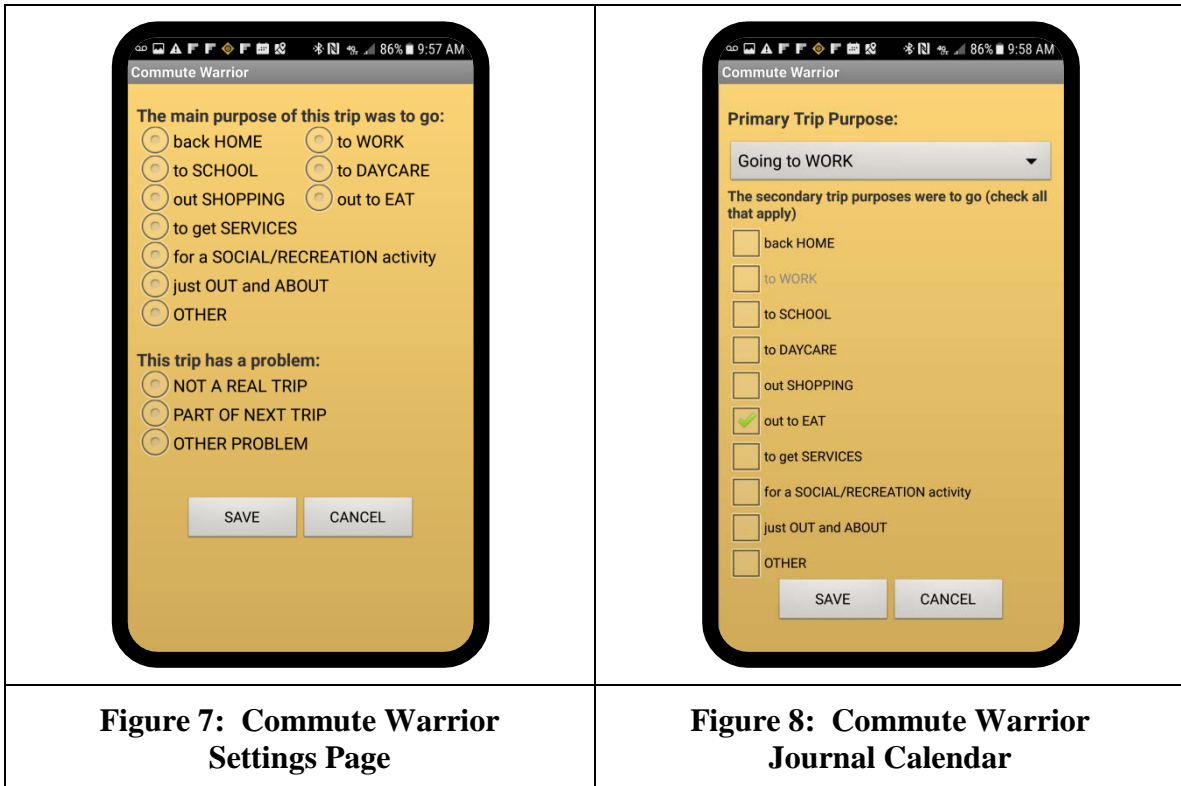 86% 9:57 AM
Commute Warrior
The main purpose of this trip was to go:
back HOME to WORK
to SCHOOL to DAYCARE
out SHOPPING out to EAT
to get SERVICES
for a SOCIAL/RECREATION activity
just OUT and ABOUT
OTHER
This trip has a problem:
NOT A REAL TRIP
PART OF NEXT TRIP
OTHER PROBLEM
SAVE CANCEL
Figure 7: Commute Warrior
Settings Page
86% 9:58 AM
Commute Warrior
Primary Trip Purpose:
Going to WORK
The secondary trip purposes were to go (check all
that apply)
back HOME
to WORK
to SCHOOL
to DAYCARE
out SHOPPING
out to EAT
to get SERVICES
for a SOCIAL/RECREATION activity
just OUT and ABOUT
OTHER
SAVE CANCEL
Figure 8: Commute Warrior
Journal Calendar